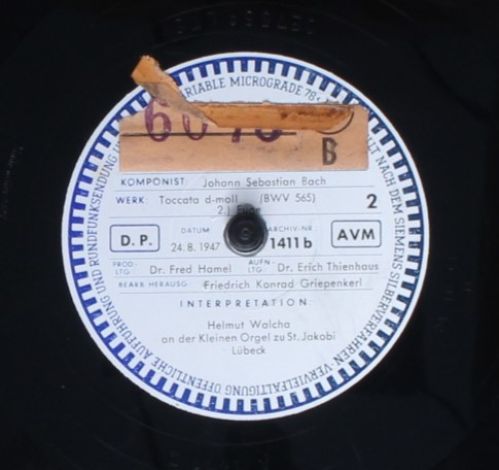 VARIABLE MICROGRADE 78
NET NACH DEM SIEMENS SILBERVERFAHREN - VERVIELFÄLTIGUNG ÖFFENTLICHE AUFFÜHRUNG UND RUNDFUNKSENDUNG
B
KOMPONIST: Johann Sebastian Bach
WERK: Toccata d-moll (BWV 565)
2
D. P.
DATUM
24. 8. 1947
ARCHIV-NR.
1411 b
AVM
PROD.-LTG. Dr. Fred Hamel AUFN.-LTG. Dr. Erich Thienhaus
BEARB. HERAUSG. Friedrich Konrad Griepenkerl
INTERPRETATION:
Helmut Walcha
an der Kleinen Orgel zu St. Jakobi
Lübeck